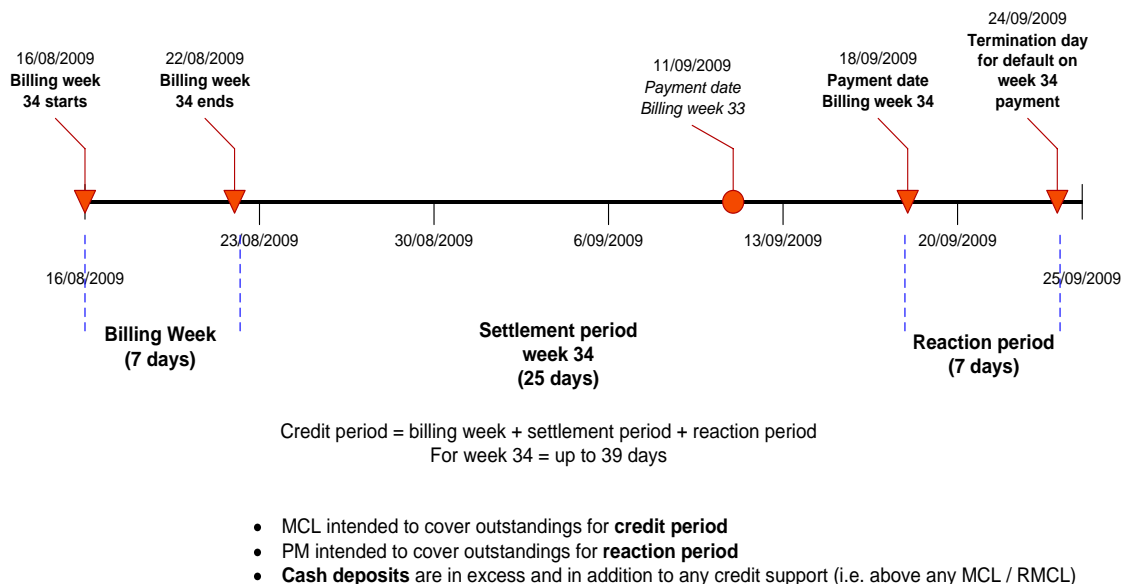 16/08/2009
Billing week
34 starts
22/08/2009
Billing week
34 ends
11/09/2009
Payment date
Billing week 33
18/09/2009
Payment date
Billing week 34
24/09/2009
Termination day
for default on
week 34
payment
23/08/2009
30/08/2009
6/09/2009
13/09/2009
20/09/2009
16/08/2009
25/09/2009
Billing Week
(7 days)
Settlement period
week 34
(25 days)
Reaction period
(7 days)
Credit period = billing week + settlement period + reaction period
For week 34 = up to 39 days
• MCL intended to cover outstandings for credit period
• PM intended to cover outstandings for reaction period
• Cash deposits are in excess and in addition to any credit support (i.e. above any MCL / RMCL)